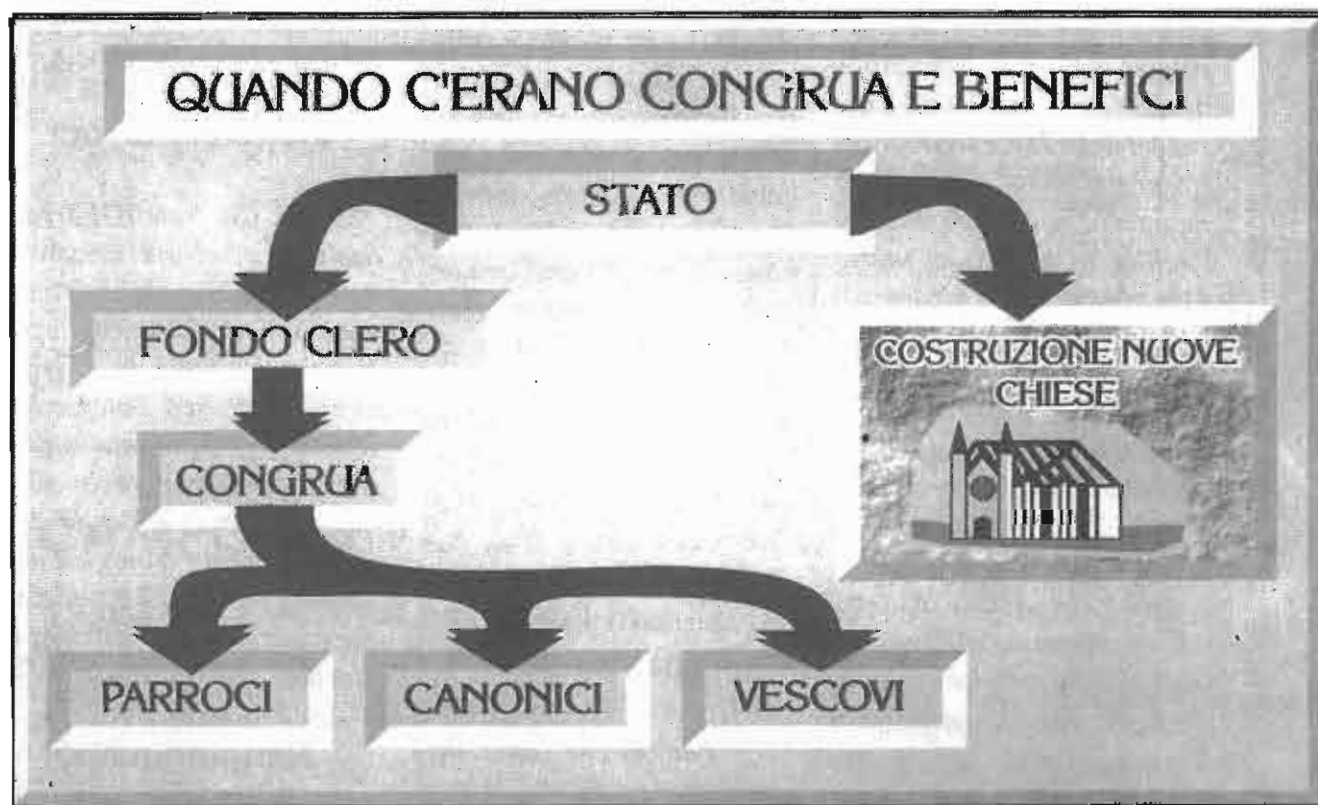 QUANDO C'ERANO CONGRUA E BENEFICI
STATO
FONDO CLERO
COSTRUZIONE NUOVE
CHIESE
CONGRUA
PARROCI
CANONICI
VESCOVI